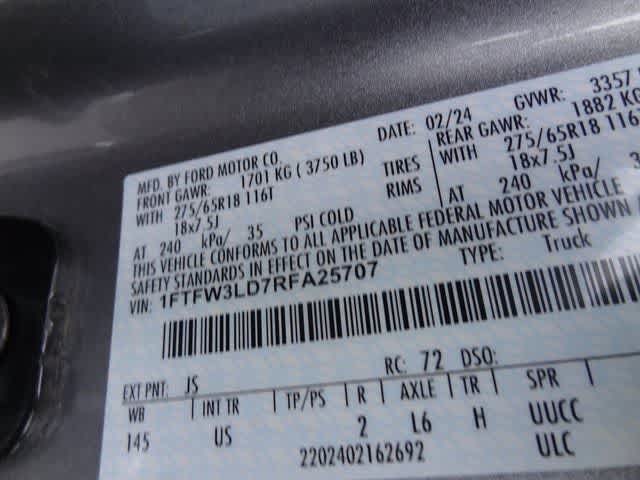 DATE: 02/24 GVWR: 3357
MFD. BY FORD MOTOR CO.
FRONT GAWR: 1701 KG ( 3750 LB) REAR GAWR: 1882 KG
WITH 275/65R18 116T TIRES WITH 275/65R18 116T
18x7.5J RIMS 18x7.5J
AT 240 kPa/ 35 PSI COLD AT 240 kPa/
THIS VEHICLE CONFORMS TO ALL APPLICABLE FEDERAL MOTOR VEHICLE
SAFETY STANDARDS IN EFFECT ON THE DATE OF MANUFACTURE SHOWN
VIN: 1FTFW3LD7RFA25707 TYPE: Truck
EXT PNT: JS RC: 72 DSO:
WB INT TR TP/PS R AXLE TR SPR
145 US 2 L6 H UUCC
2202402162692 ULC